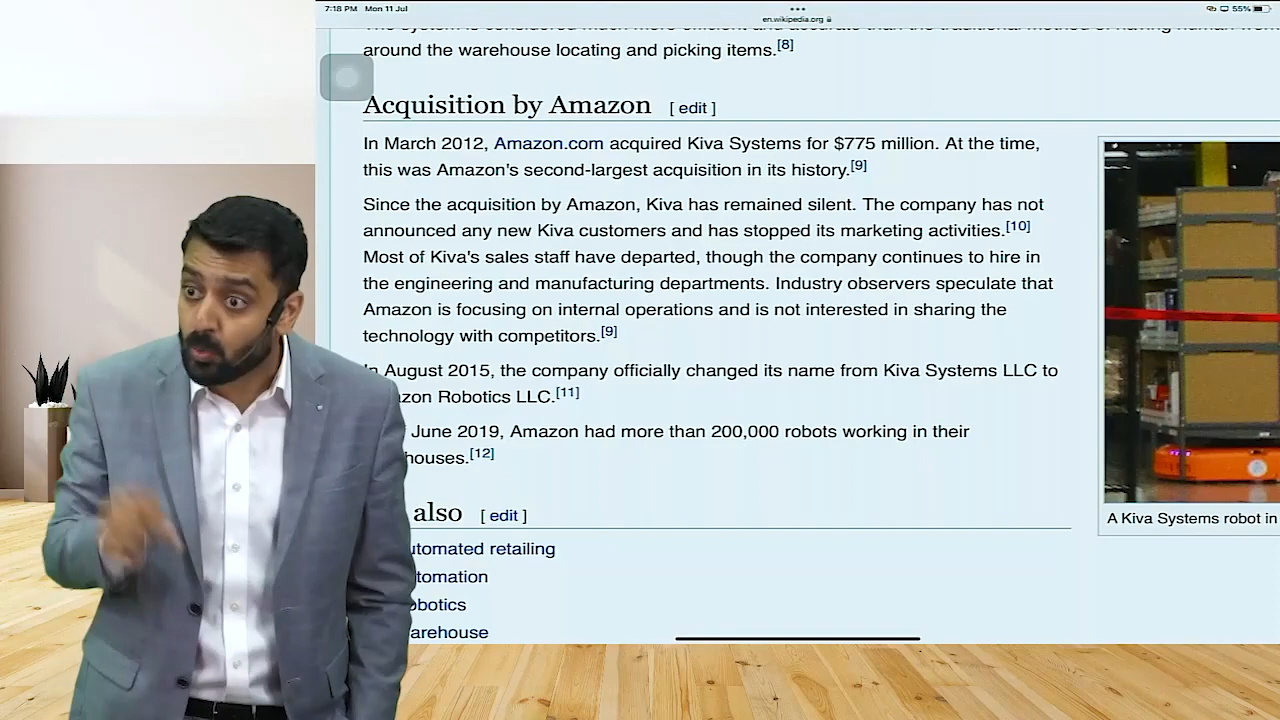 7:18 PM Mon 11 Jul
en.wikipedia.org
55%
around the warehouse locating and picking items.[8]
Acquisition by Amazon [ edit ]
In March 2012, Amazon.com acquired Kiva Systems for $775 million. At the time,
this was Amazon's second-largest acquisition in its history.[9]
Since the acquisition by Amazon, Kiva has remained silent. The company has not
announced any new Kiva customers and has stopped its marketing activities.[10]
Most of Kiva's sales staff have departed, though the company continues to hire in
the engineering and manufacturing departments. Industry observers speculate that
Amazon is focusing on internal operations and is not interested in sharing the
technology with competitors.[9]
August 2015, the company officially changed its name from Kiva Systems LLC to
Robotics LLC.[11]
June 2019, Amazon had more than 200,000 robots working in their
[12]
also [ edit ]
retailing
A Kiva Systems robot in